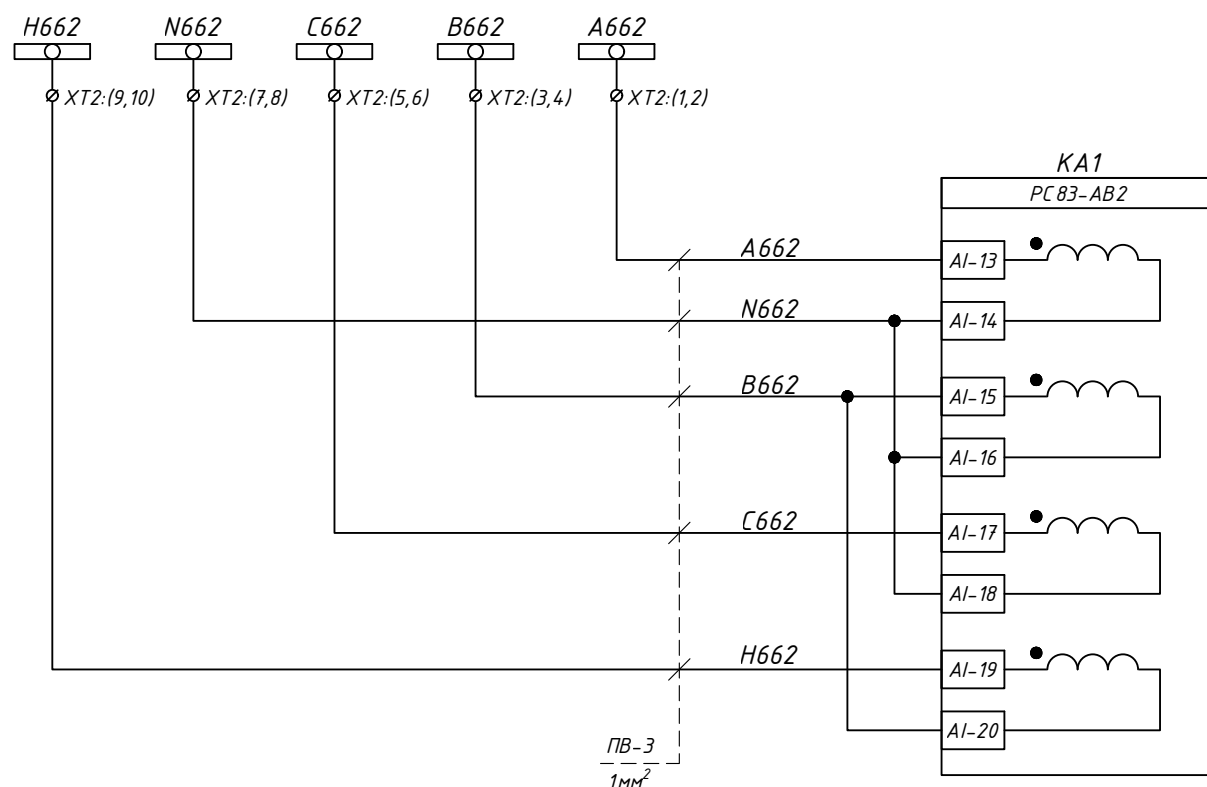 H662 N662 C662 B662 A662
XT2:(9,10) XT2:(7,8) XT2:(5,6) XT2:(3,4) XT2:(1,2)
KA1
РС83-АВ2
A662
AI-13
N662
AI-14
B662
AI-15
AI-16
C662
AI-17
AI-18
H662
AI-19
AI-20
ПВ-3
1мм²